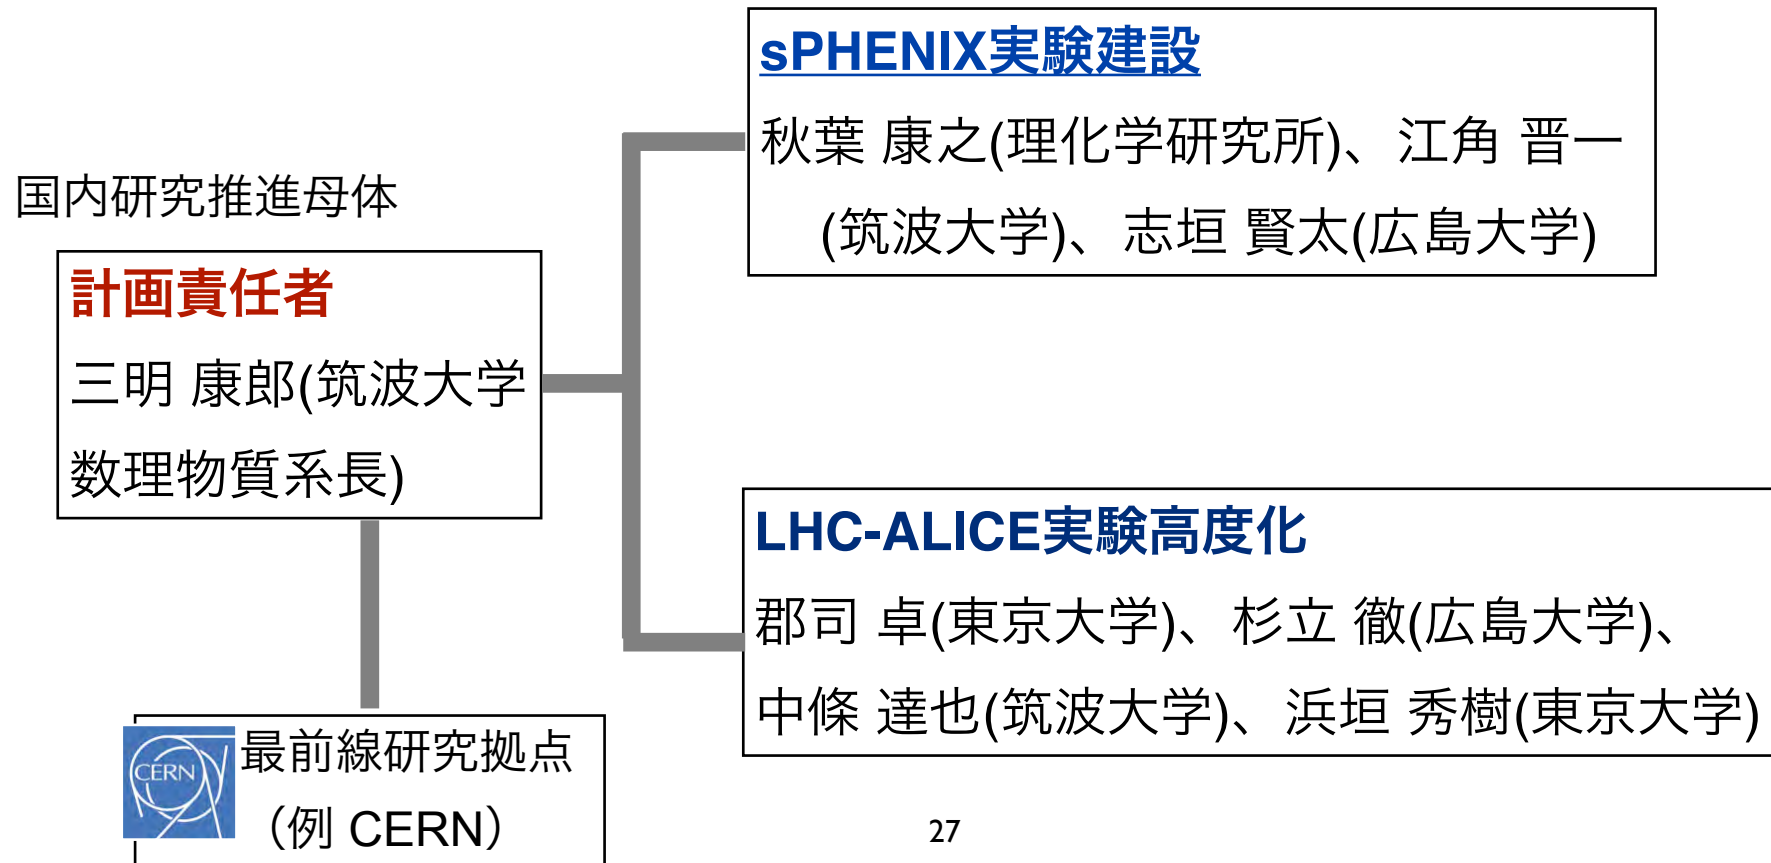 国内研究推進母体
計画責任者
三明 康郎(筑波大学
数理物質系長)
sPHENIX実験建設
秋葉 康之(理化学研究所)、江角 晋一
(筑波大学)、志垣 賢太(広島大学)
LHC-ALICE実験高度化
郡司 卓(東京大学)、杉立 徹(広島大学)、
中條 達也(筑波大学)、浜垣 秀樹(東京大学)
CERN
最前線研究拠点
（例 CERN）
27